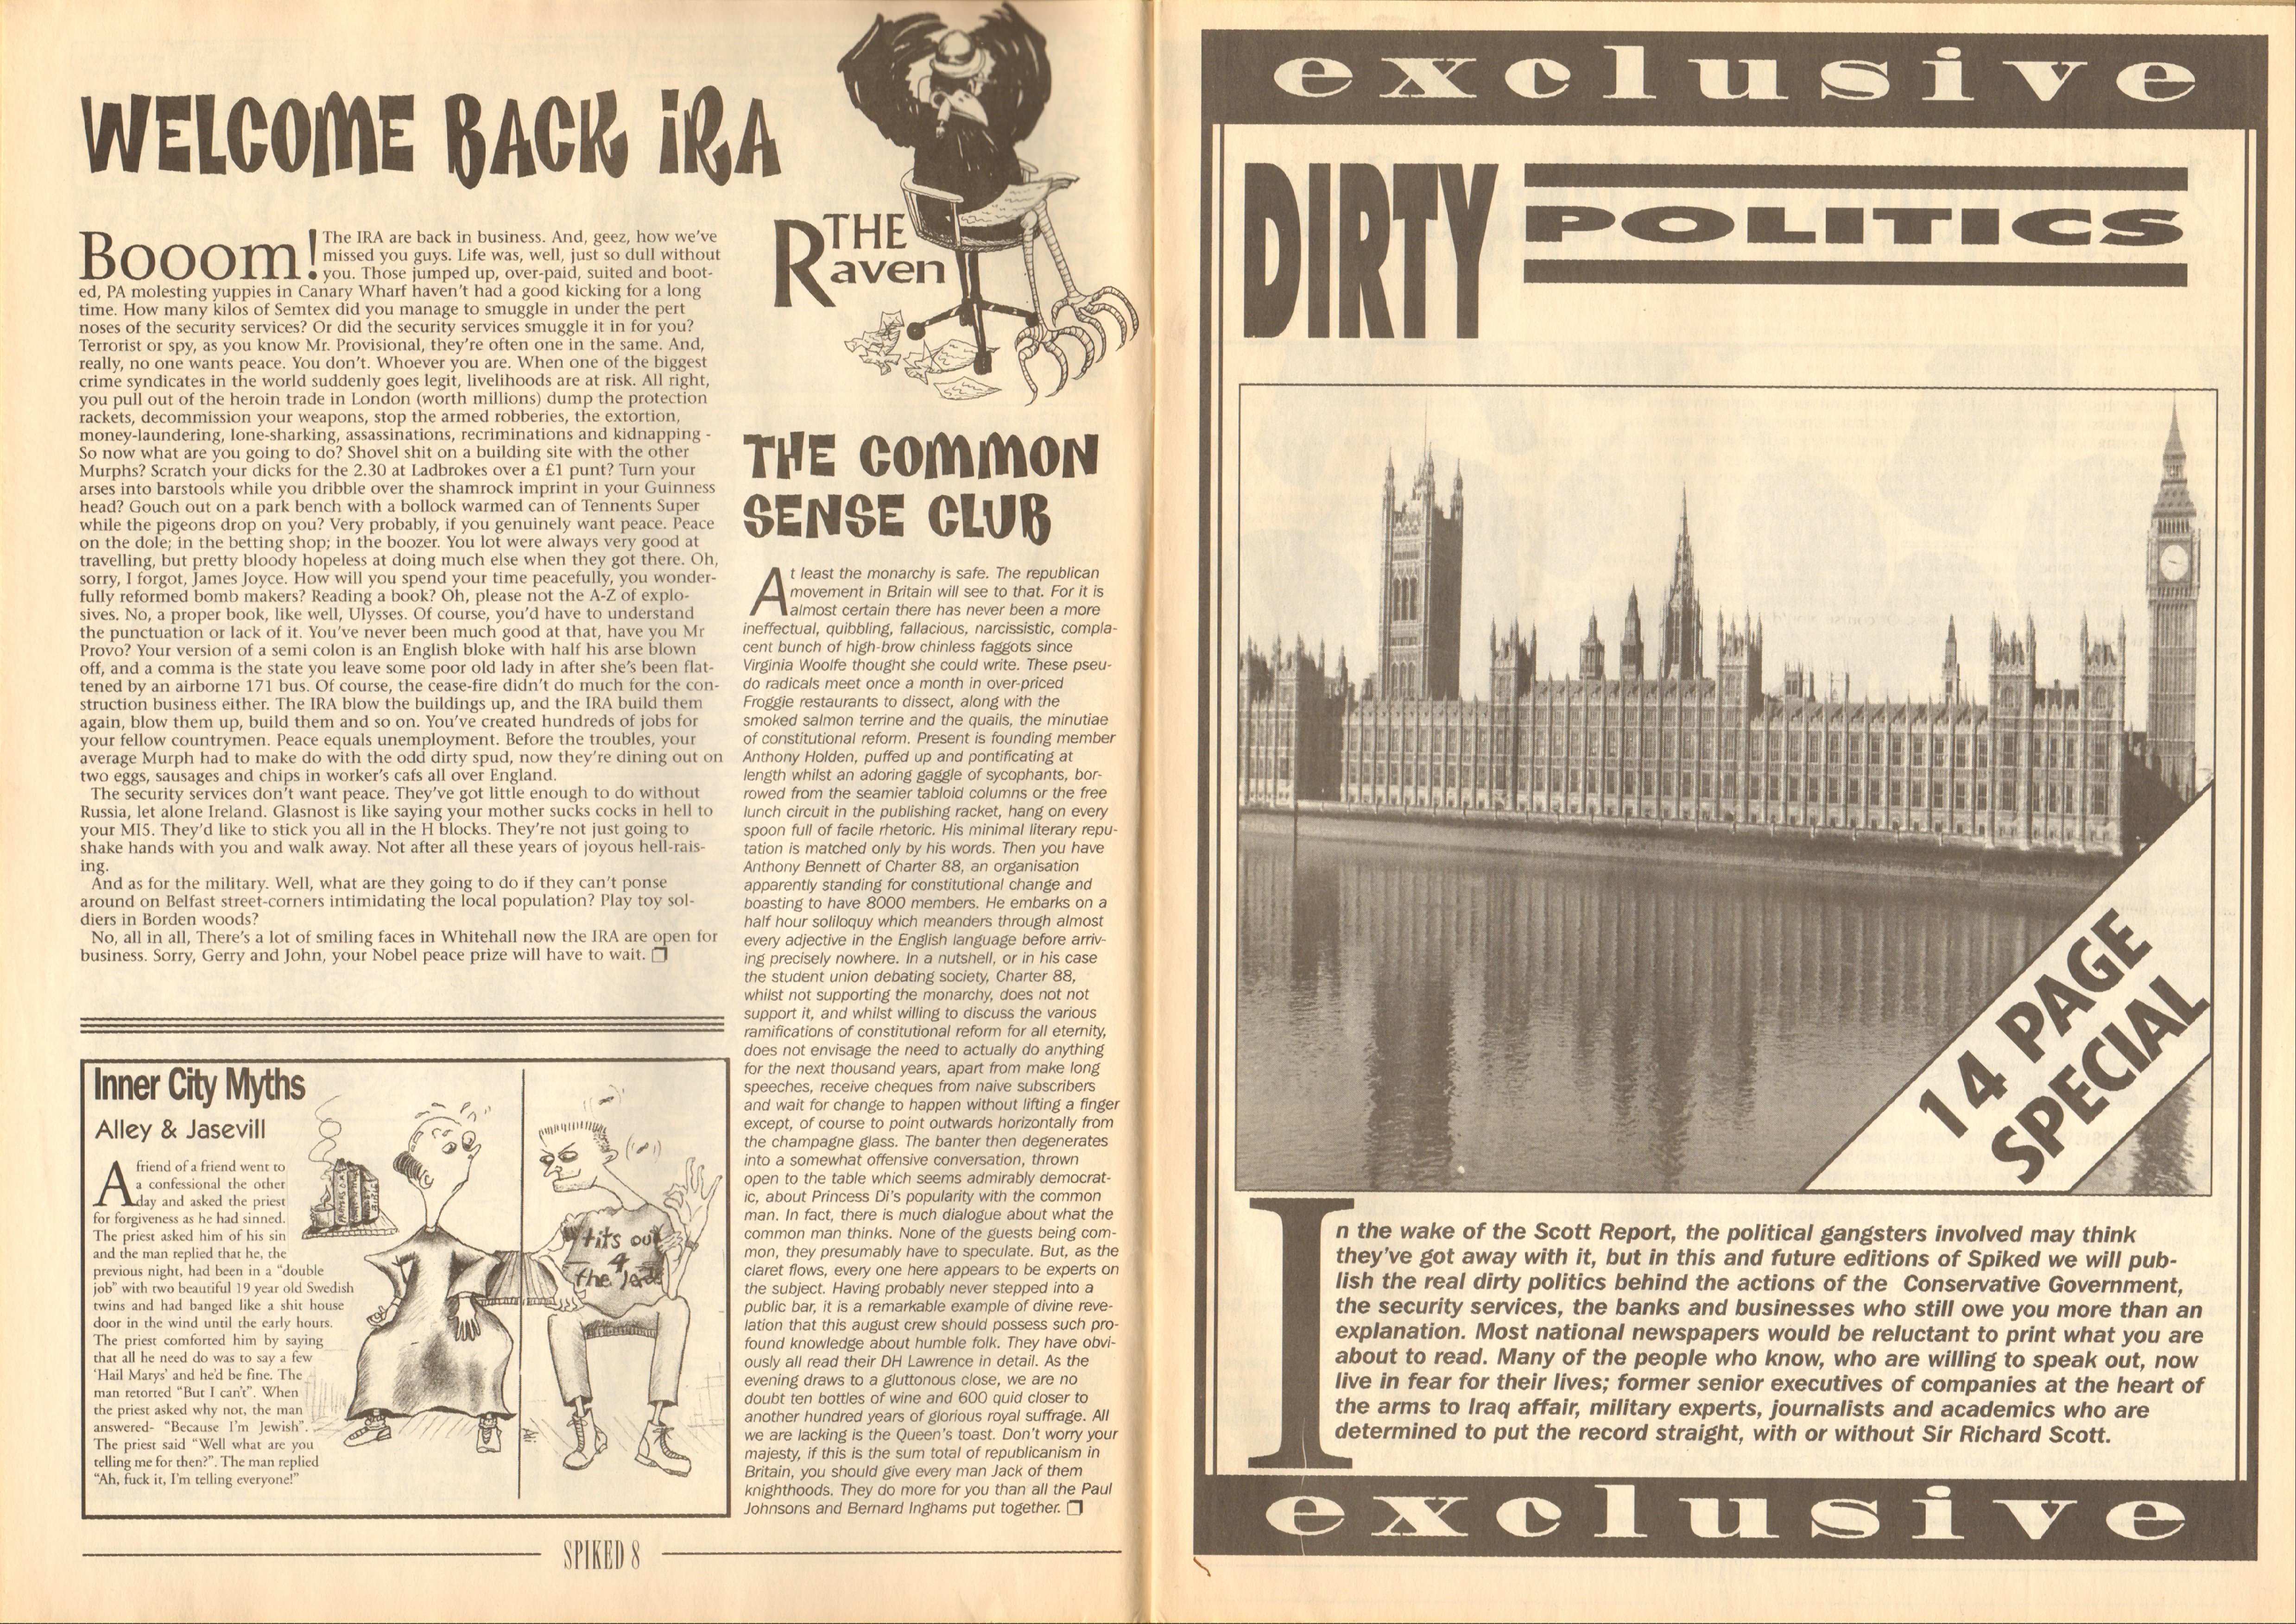 WELCOME BACK IRA
THE
Raven
Booom! The IRA are back in business. And, geez, how we've
missed you guys. Life was, well, just so dull without
you. Those jumped up, over-paid, suited and boot-
ed, PA molesting yuppies in Canary Wharf haven't had a good kicking for a long
time. How many kilos of Semtex did you manage to smuggle in under the pert
noses of the security services? Or did the security services smuggle it in for you?
Terrorist or spy, as you know Mr. Provisional, they're often one in the same. And,
really, no one wants peace. You don't. Whoever you are. When one of the biggest
crime syndicates in the world suddenly goes legit, livelihoods are at risk. All right,
you pull out of the heroin trade in London (worth millions) dump the protection
rackets, decommission your weapons, stop the armed robberies, the extortion,
money-laundering, lone-sharking, assassinations, recriminations and kidnapping -
So now what are you going to do? Shovel shit on a building site with the other
Murphs? Scratch your dicks for the 2.30 at Ladbrokes over a £1 punt? Turn your
arses into barstools while you dribble over the shamrock imprint in your Guinness
head? Gouch out on a park bench with a bollock warmed can of Tennents Super
while the pigeons drop on you? Very probably, if you genuinely want peace. Peace
on the dole; in the betting shop; in the boozer. You lot were always very good at
travelling, but pretty bloody hopeless at doing much else when they got there. Oh,
sorry, I forgot, James Joyce. How will you spend your time peacefully, you wonder-
fully reformed bomb makers? Reading a book? Oh, please not the A-Z of explo-
sives. No, a proper book, like well, Ulysses. Of course, you'd have to understand
the punctuation or lack of it. You've never been much good at that, have you Mr
Provo? Your version of a semi colon is an English bloke with half his arse blown
off, and a comma is the state you leave some poor old lady in after she's been flat-
tened by an airborne 171 bus. Of course, the cease-fire didn't do much for the con-
struction business either. The IRA blow the buildings up, and the IRA build them
again, blow them up, build them and so on. You've created hundreds of jobs for
your fellow countrymen. Peace equals unemployment. Before the troubles, your
average Murph had to make do with the odd dirty spud, now they're dining out on
two eggs, sausages and chips in worker's cafs all over England.
The security services don't want peace. They've got little enough to do without
Russia, let alone Ireland. Glasnost is like saying your mother sucks cocks in hell to
your MI5. They'd like to stick you all in the H blocks. They're not just going to
shake hands with you and walk away. Not after all these years of joyous hell-rais-
ing.
And as for the military. Well, what are they going to do if they can't ponse
around on Belfast street-corners intimidating the local population? Play toy sol-
diers in Borden woods?
No, all in all, There's a lot of smiling faces in Whitehall now the IRA are open for
business. Sorry, Gerry and John, your Nobel peace prize will have to wait. ❐
Inner City Myths
Alley & Jasevill
A friend of a friend went to
a confessional the other
day and asked the priest
for forgiveness as he had sinned.
The priest asked him of his sin
and the man replied that he, the
previous night, had been in a "double
job" with two beautiful 19 year old Swedish
twins and had banged like a shit house
door in the wind until the early hours.
The priest comforted him by saying
that all he need do was to say a few
'Hail Marys' and he'd be fine. The
man retorted "But I can't". When
the priest asked why not, the man
answered- "Because I'm Jewish".
The priest said "Well what are you
telling me for then?". The man replied
"Ah, fuck it, I'm telling everyone!"
tits out
4
the lads
THE COMMON
SENSE CLUB
At least the monarchy is safe. The republican
movement in Britain will see to that. For it is
almost certain there has never been a more
ineffectual, quibbling, fallacious, narcissistic, compla-
cent bunch of high-brow chinless faggots since
Virginia Woolfe thought she could write. These pseu-
do radicals meet once a month in over-priced
Froggie restaurants to dissect, along with the
smoked salmon terrine and the quails, the minutiae
of constitutional reform. Present is founding member
Anthony Holden, puffed up and pontificating at
length whilst an adoring gaggle of sycophants, bor-
rowed from the seamier tabloid columns or the free
lunch circuit in the publishing racket, hang on every
spoon full of facile rhetoric. His minimal literary repu-
tation is matched only by his words. Then you have
Anthony Bennett of Charter 88, an organisation
apparently standing for constitutional change and
boasting to have 8000 members. He embarks on a
half hour soliloquy which meanders through almost
every adjective in the English language before arriv-
ing precisely nowhere. In a nutshell, or in his case
the student union debating society, Charter 88,
whilst not supporting the monarchy, does not not
support it, and whilst willing to discuss the various
ramifications of constitutional reform for all eternity,
does not envisage the need to actually do anything
for the next thousand years, apart from make long
speeches, receive cheques from naive subscribers
and wait for change to happen without lifting a finger
except, of course to point outwards horizontally from
the champagne glass. The banter then degenerates
into a somewhat offensive conversation, thrown
open to the table which seems admirably democrat-
ic, about Princess Di's popularity with the common
man. In fact, there is much dialogue about what the
common man thinks. None of the guests being com-
mon, they presumably have to speculate. But, as the
claret flows, every one here appears to be experts on
the subject. Having probably never stepped into a
public bar, it is a remarkable example of divine reve-
lation that this august crew should possess such pro-
found knowledge about humble folk. They have obvi-
ously all read their DH Lawrence in detail. As the
evening draws to a gluttonous close, we are no
doubt ten bottles of wine and 600 quid closer to
another hundred years of glorious royal suffrage. All
we are lacking is the Queen's toast. Don't worry your
majesty, if this is the sum total of republicanism in
Britain, you should give every man Jack of them
knighthoods. They do more for you than all the Paul
Johnsons and Bernard Inghams put together. ❐
SPIKED 8
exclusive
DIRTY POLITICS
14 PAGE
SPECIAL
In the wake of the Scott Report, the political gangsters involved may think
they've got away with it, but in this and future editions of Spiked we will pub-
lish the real dirty politics behind the actions of the Conservative Government,
the security services, the banks and businesses who still owe you more than an
explanation. Most national newspapers would be reluctant to print what you are
about to read. Many of the people who know, who are willing to speak out, now
live in fear for their lives; former senior executives of companies at the heart of
the arms to Iraq affair, military experts, journalists and academics who are
determined to put the record straight, with or without Sir Richard Scott.
exclusive